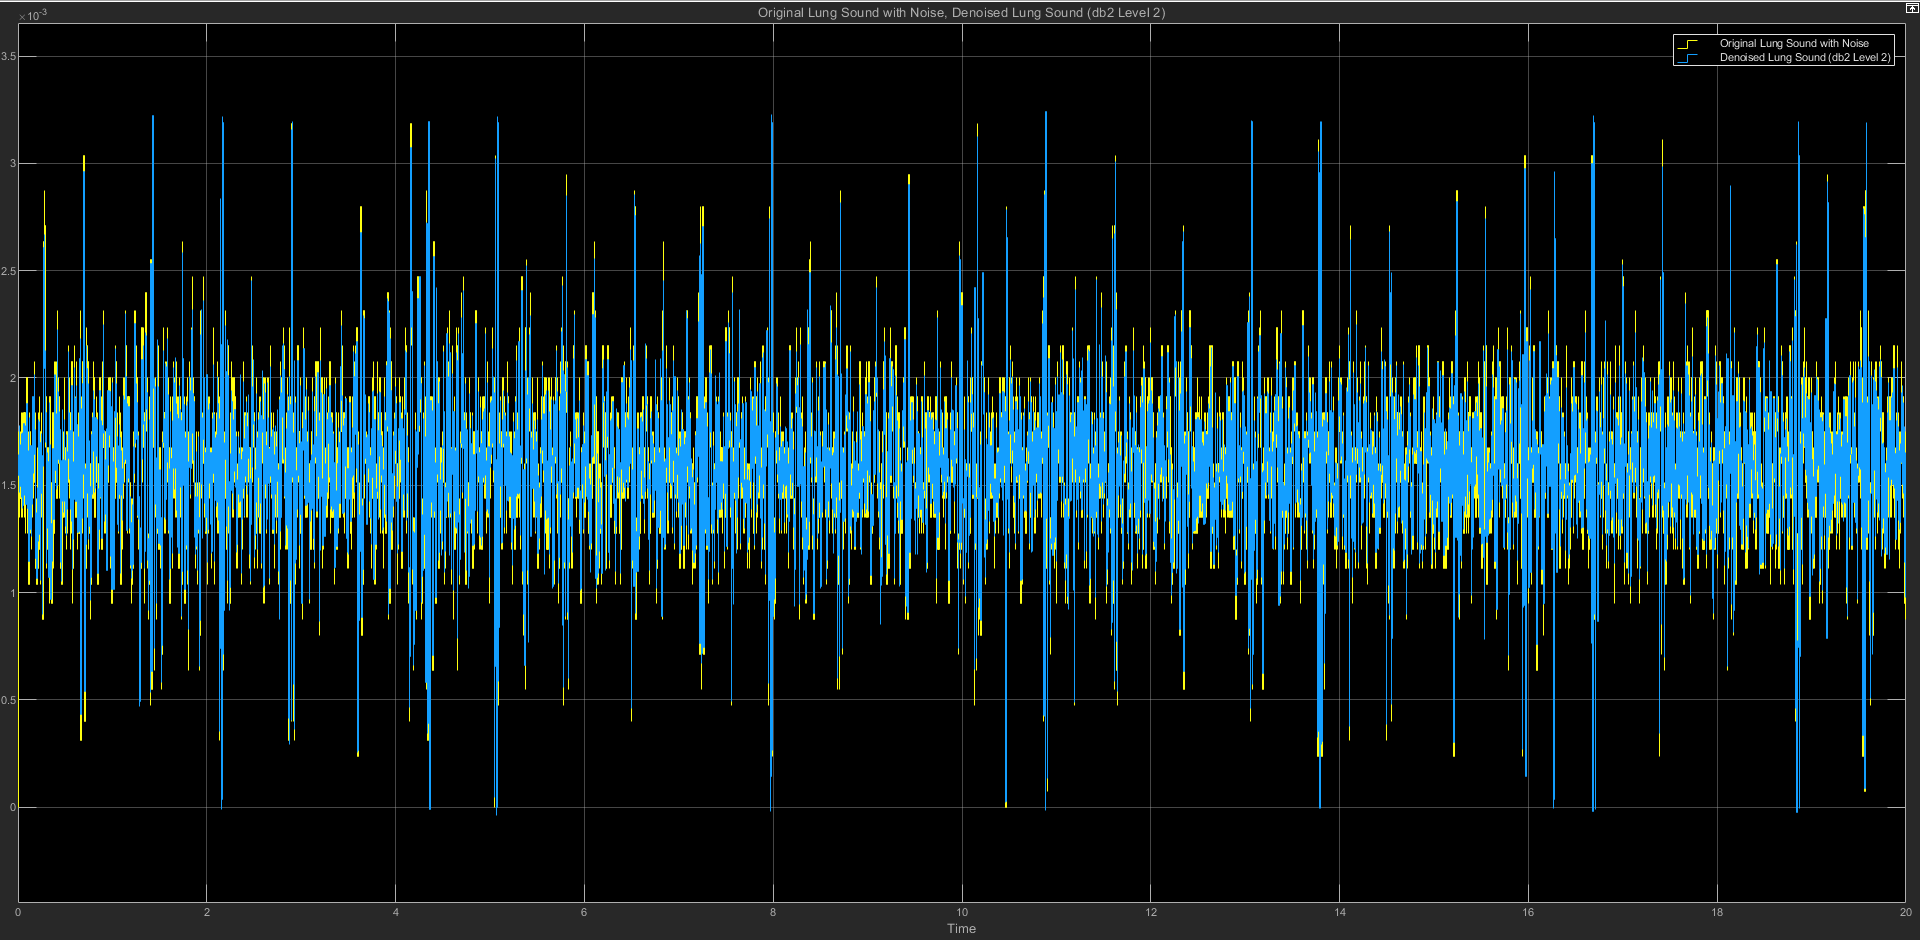 Original Lung Sound with Noise, Denoised Lung Sound (db2 Level 2)
×10⁻³
Original Lung Sound with Noise
Denoised Lung Sound (db2 Level 2)
3.5
3
2.5
2
1.5
1
0.5
0
0 2 4 6 8 10 12 14 16 18 20
Time